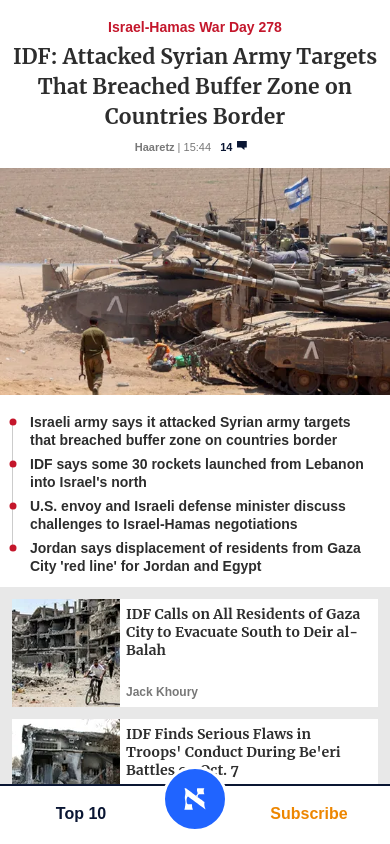 Israel-Hamas War Day 278
IDF: Attacked Syrian Army Targets
That Breached Buffer Zone on
Countries Border
Haaretz | 15:44 14
Israeli army says it attacked Syrian army targets
that breached buffer zone on countries border
IDF says some 30 rockets launched from Lebanon
into Israel's north
U.S. envoy and Israeli defense minister discuss
challenges to Israel-Hamas negotiations
Jordan says displacement of residents from Gaza
City 'red line' for Jordan and Egypt
IDF Calls on All Residents of Gaza
City to Evacuate South to Deir al-
Balah
Jack Khoury
IDF Finds Serious Flaws in
Troops' Conduct During Be'eri
Battles Oct. 7
Top 10
Subscribe